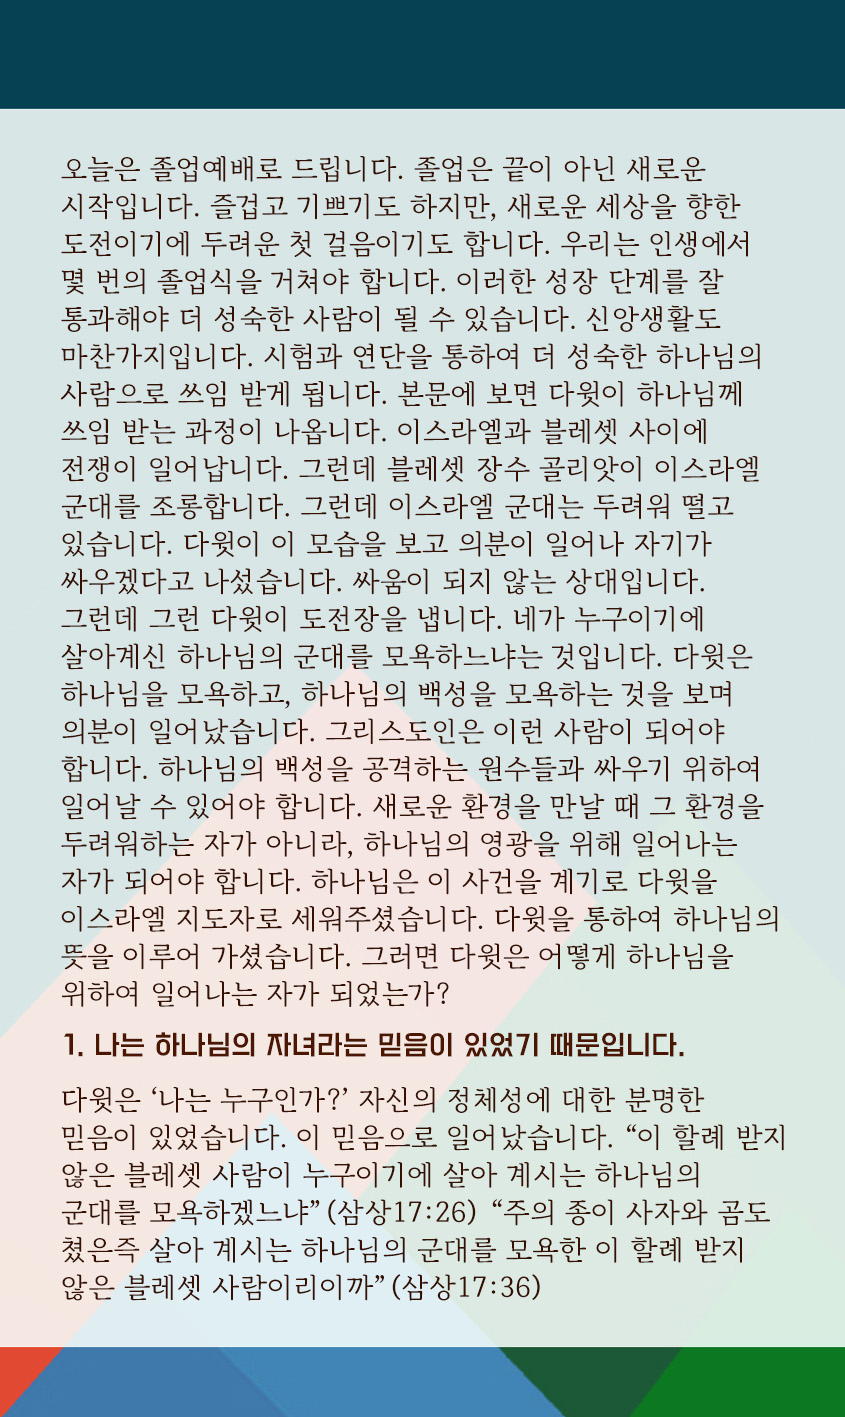 오늘은 졸업예배로 드립니다. 졸업은 끝이 아닌 새로운
시작입니다. 즐겁고 기쁘기도 하지만, 새로운 세상을 향한
도전이기에 두려운 첫 걸음이기도 합니다. 우리는 인생에서
몇 번의 졸업식을 거쳐야 합니다. 이러한 성장 단계를 잘
통과해야 더 성숙한 사람이 될 수 있습니다. 신앙생활도
마찬가지입니다. 시험과 연단을 통하여 더 성숙한 하나님의
사람으로 쓰임 받게 됩니다. 본문에 보면 다윗이 하나님께
쓰임 받는 과정이 나옵니다. 이스라엘과 블레셋 사이에
전쟁이 일어납니다. 그런데 블레셋 장수 골리앗이 이스라엘
군대를 조롱합니다. 그런데 이스라엘 군대는 두려워 떨고
있습니다. 다윗이 이 모습을 보고 의분이 일어나 자기가
싸우겠다고 나섰습니다. 싸움이 되지 않는 상대입니다.
그런데 그런 다윗이 도전장을 냅니다. 네가 누구이기에
살아계신 하나님의 군대를 모욕하느냐는 것입니다. 다윗은
하나님을 모욕하고, 하나님의 백성을 모욕하는 것을 보며
의분이 일어났습니다. 그리스도인은 이런 사람이 되어야
합니다. 하나님의 백성을 공격하는 원수들과 싸우기 위하여
일어날 수 있어야 합니다. 새로운 환경을 만날 때 그 환경을
두려워하는 자가 아니라, 하나님의 영광을 위해 일어나는
자가 되어야 합니다. 하나님은 이 사건을 계기로 다윗을
이스라엘 지도자로 세워주셨습니다. 다윗을 통하여 하나님의
뜻을 이루어 가셨습니다. 그러면 다윗은 어떻게 하나님을
위하여 일어나는 자가 되었는가?
1. 나는 하나님의 자녀라는 믿음이 있었기 때문입니다.
다윗은 ‘나는 누구인가?’ 자신의 정체성에 대한 분명한
믿음이 있었습니다. 이 믿음으로 일어났습니다. “이 할례 받지
않은 블레셋 사람이 누구이기에 살아 계시는 하나님의
군대를 모욕하겠느냐”(삼상17:26) “주의 종이 사자와 곰도
쳤은즉 살아 계시는 하나님의 군대를 모욕한 이 할례 받지
않은 블레셋 사람이리이까”(삼상17:36)